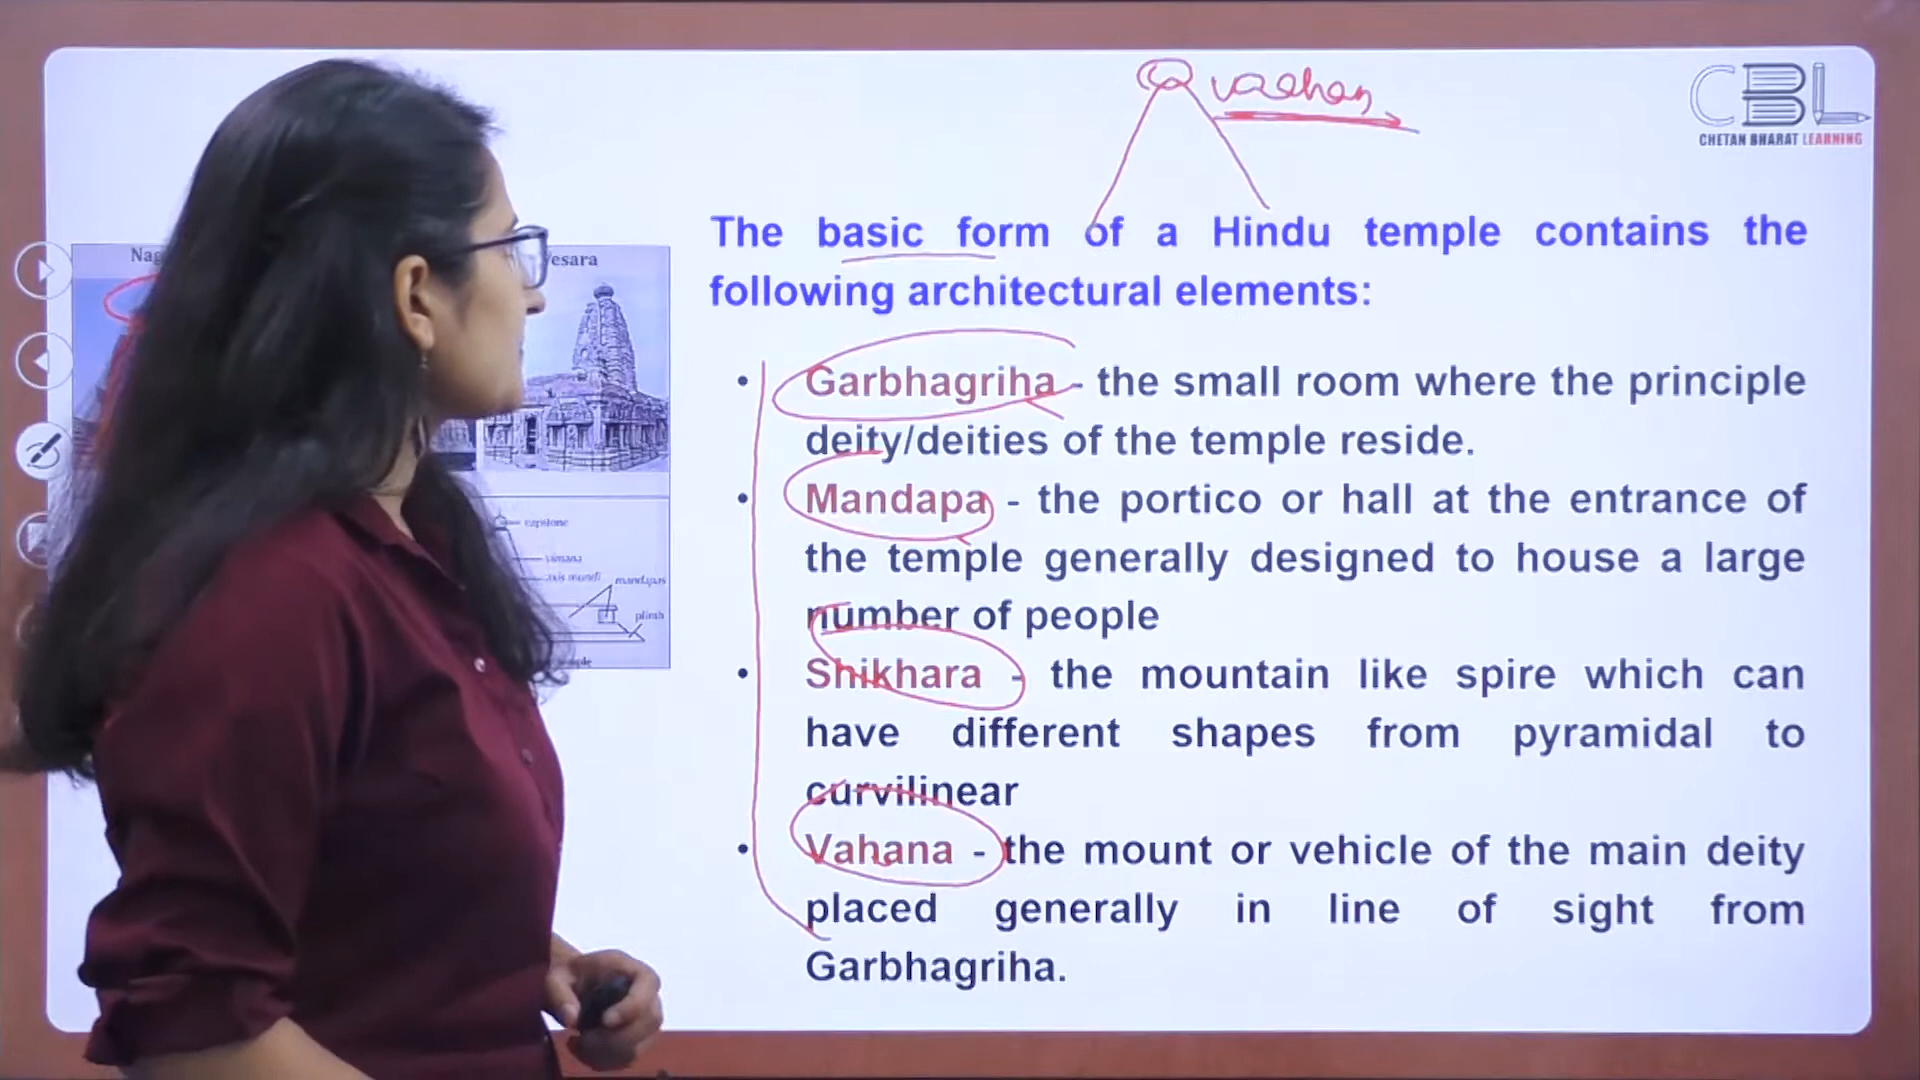 vahan
CBL
CHETAN BHARAT LEARNING
The basic form of a Hindu temple contains the
following architectural elements:
• Garbhagriha - the small room where the principle
deity/deities of the temple reside.
• Mandapa - the portico or hall at the entrance of
the temple generally designed to house a large
number of people
• Shikhara - the mountain like spire which can
have different shapes from pyramidal to
curvilinear
• Vahana - the mount or vehicle of the main deity
placed generally in line of sight from
Garbhagriha.
Nag
esara
capstone
vimana
axis mundi
mandapas
plinth